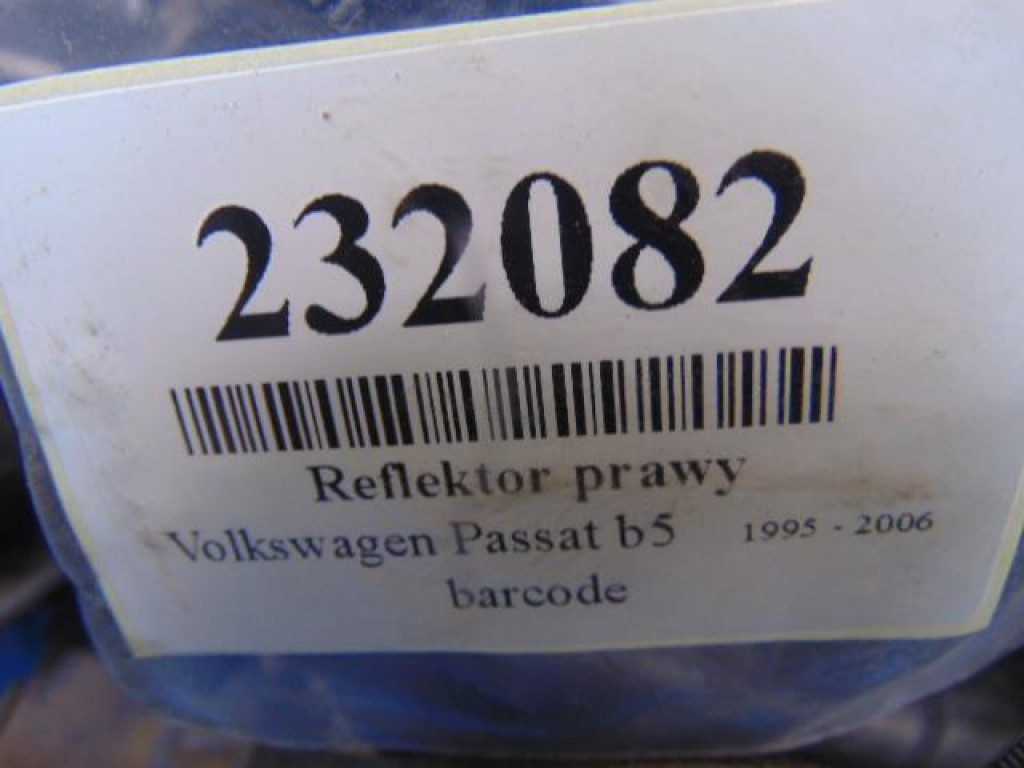 232082
Reflektor prawy
Volkswagen Passat b5 1995 - 2006
barcode